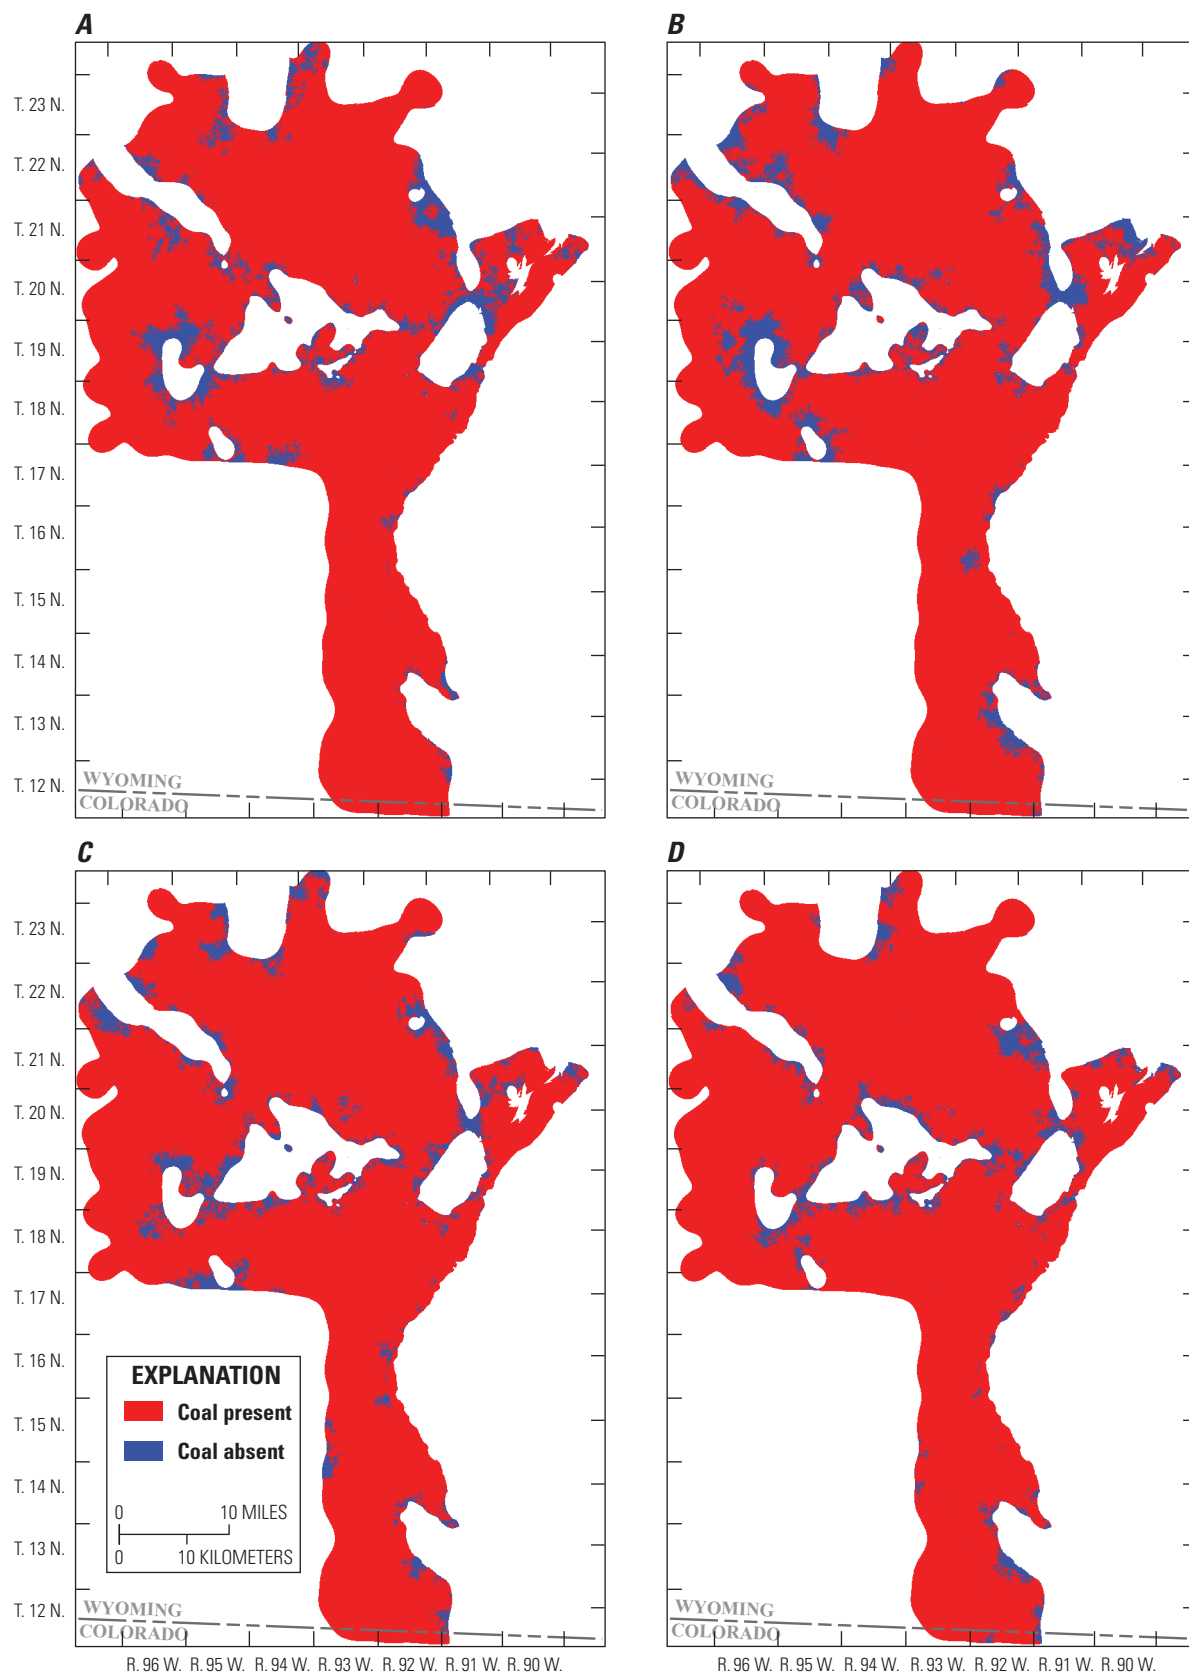 A
B
T. 23 N.
T. 22 N.
T. 21 N.
T. 20 N.
T. 19 N.
T. 18 N.
T. 17 N.
T. 16 N.
T. 15 N.
T. 14 N.
T. 13 N.
T. 12 N.
WYOMING
COLORADO
WYOMING
COLORADO
C
D
T. 23 N.
T. 22 N.
T. 21 N.
T. 20 N.
T. 19 N.
T. 18 N.
T. 17 N.
T. 16 N.
T. 15 N.
T. 14 N.
T. 13 N.
T. 12 N.
EXPLANATION
Coal present
Coal absent
0 10 MILES
0 10 KILOMETERS
WYOMING
COLORADO
WYOMING
COLORADO
R. 96 W. R. 95 W. R. 94 W. R. 93 W. R. 92 W. R. 91 W. R. 90 W.
R. 96 W. R. 95 W. R. 94 W. R. 93 W. R. 92 W. R. 91 W. R. 90 W.